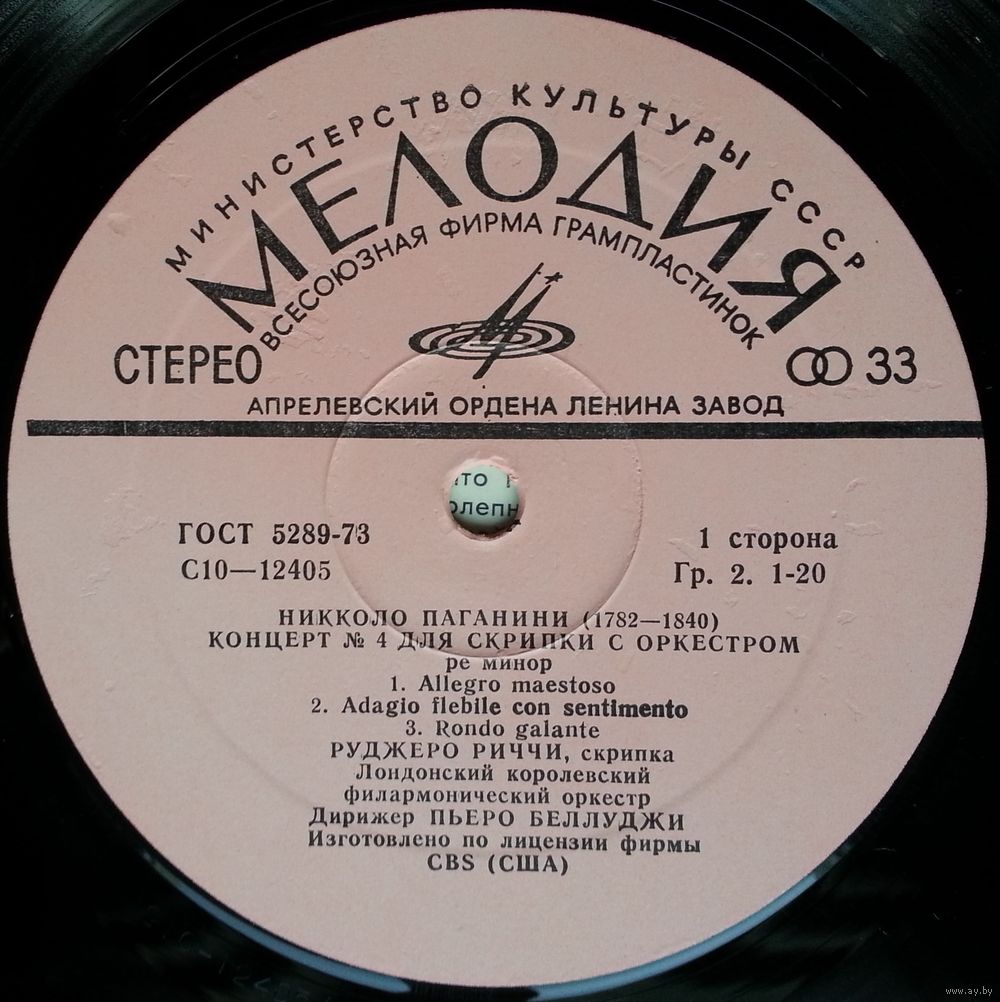 МИНИСТЕРСТВО КУЛЬТУРЫ СССР
МЕЛОДИЯ
ВСЕСОЮЗНАЯ ФИРМА ГРАМПЛАСТИНОК
СТЕРЕО
33
АПРЕЛЕВСКИЙ ОРДЕНА ЛЕНИНА ЗАВОД
ГОСТ 5289-73
1 сторона
С10—12405
Гр. 2. 1-20
НИККОЛО ПАГАНИНИ (1782—1840)
КОНЦЕРТ № 4 ДЛЯ СКРИПКИ С ОРКЕСТРОМ
ре минор
1. Allegro maestoso
2. Adagio flebile con sentimento
3. Rondo galante
РУДЖЕРО РИЧЧИ, скрипка
Лондонский королевский
филармонический оркестр
Дирижер ПЬЕРО БЕЛЛУДЖИ
Изготовлено по лицензии фирмы
CBS (США)
www.ay.by